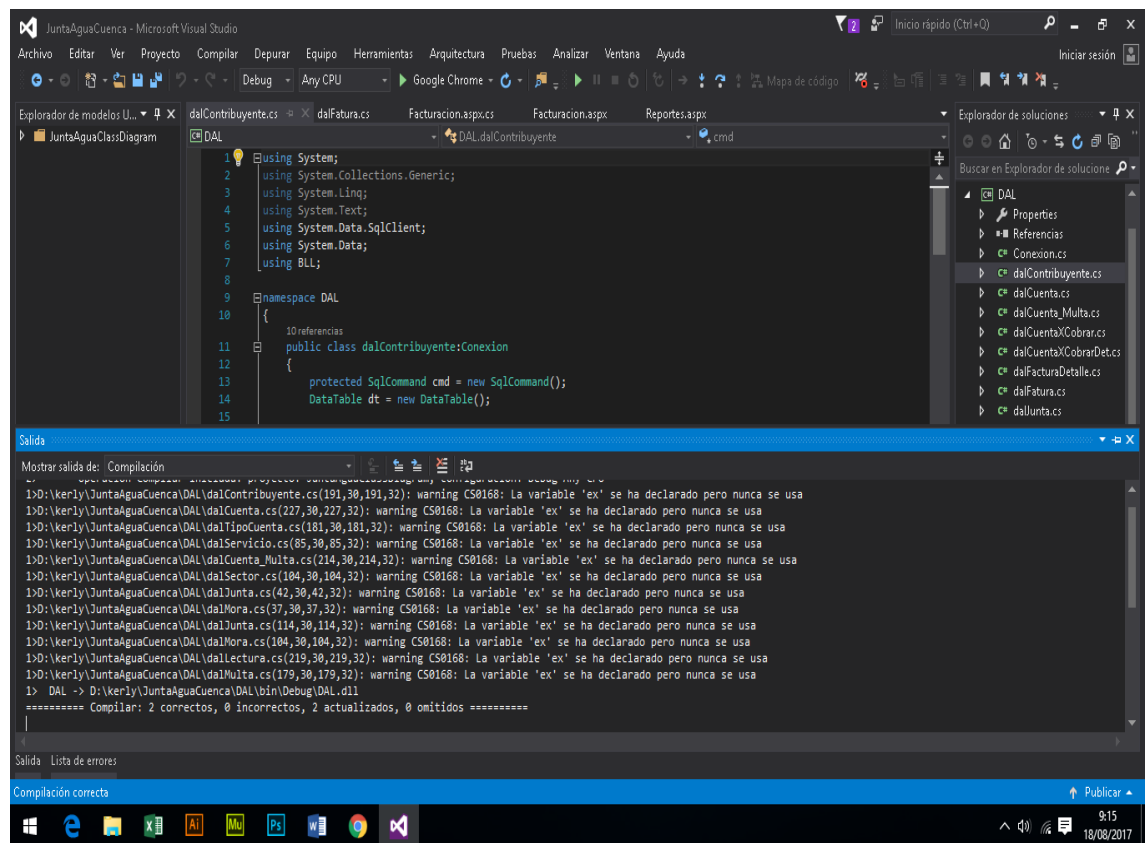 JuntaAguaCuenca - Microsoft Visual Studio
2
Inicio rápido (Ctrl+Q)
Archivo Editar Ver Proyecto Compilar Depurar Equipo Herramientas Arquitectura Pruebas Analizar Ventana Ayuda
Iniciar sesión
Debug Any CPU Google Chrome Mapa de código
Explorador de modelos U...
JuntaAguaClassDiagram
dalContribuyente.cs dalFatura.cs Facturacion.aspx.cs Facturacion.aspx Reportes.aspx
DAL DAL.dalContribuyente cmd
1 using System;
2 using System.Collections.Generic;
3 using System.Linq;
4 using System.Text;
5 using System.Data.SqlClient;
6 using System.Data;
7 using BLL;
8
9 namespace DAL
10 {
10 referencias
11 public class dalContribuyente:Conexion
12 {
13 protected SqlCommand cmd = new SqlCommand();
14 DataTable dt = new DataTable();
15
Explorador de soluciones
Buscar en Explorador de solucione
DAL
Properties
Referencias
Conexion.cs
dalContribuyente.cs
dalCuenta.cs
dalCuenta_Multa.cs
dalCuentaXCobrar.cs
dalCuentaXCobrarDet.cs
dalFacturaDetalle.cs
dalFatura.cs
dalJunta.cs
Salida
Mostrar salida de: Compilación
1>D:\kerly\JuntaAguaCuenca\DAL\dalContribuyente.cs(191,30,191,32): warning CS0168: La variable 'ex' se ha declarado pero nunca se usa
1>D:\kerly\JuntaAguaCuenca\DAL\dalCuenta.cs(227,30,227,32): warning CS0168: La variable 'ex' se ha declarado pero nunca se usa
1>D:\kerly\JuntaAguaCuenca\DAL\dalTipoCuenta.cs(181,30,181,32): warning CS0168: La variable 'ex' se ha declarado pero nunca se usa
1>D:\kerly\JuntaAguaCuenca\DAL\dalServicio.cs(85,30,85,32): warning CS0168: La variable 'ex' se ha declarado pero nunca se usa
1>D:\kerly\JuntaAguaCuenca\DAL\dalCuenta_Multa.cs(214,30,214,32): warning CS0168: La variable 'ex' se ha declarado pero nunca se usa
1>D:\kerly\JuntaAguaCuenca\DAL\dalSector.cs(104,30,104,32): warning CS0168: La variable 'ex' se ha declarado pero nunca se usa
1>D:\kerly\JuntaAguaCuenca\DAL\dalJunta.cs(42,30,42,32): warning CS0168: La variable 'ex' se ha declarado pero nunca se usa
1>D:\kerly\JuntaAguaCuenca\DAL\dalMora.cs(37,30,37,32): warning CS0168: La variable 'ex' se ha declarado pero nunca se usa
1>D:\kerly\JuntaAguaCuenca\DAL\dalJunta.cs(114,30,114,32): warning CS0168: La variable 'ex' se ha declarado pero nunca se usa
1>D:\kerly\JuntaAguaCuenca\DAL\dalMora.cs(104,30,104,32): warning CS0168: La variable 'ex' se ha declarado pero nunca se usa
1>D:\kerly\JuntaAguaCuenca\DAL\dalLectura.cs(219,30,219,32): warning CS0168: La variable 'ex' se ha declarado pero nunca se usa
1>D:\kerly\JuntaAguaCuenca\DAL\dalMulta.cs(179,30,179,32): warning CS0168: La variable 'ex' se ha declarado pero nunca se usa
1> DAL -> D:\kerly\JuntaAguaCuenca\DAL\bin\Debug\DAL.dll
========== Compilar: 2 correctos, 0 incorrectos, 2 actualizados, 0 omitidos ==========
Salida Lista de errores
Compilación correcta
Publicar
9:15
18/08/2017